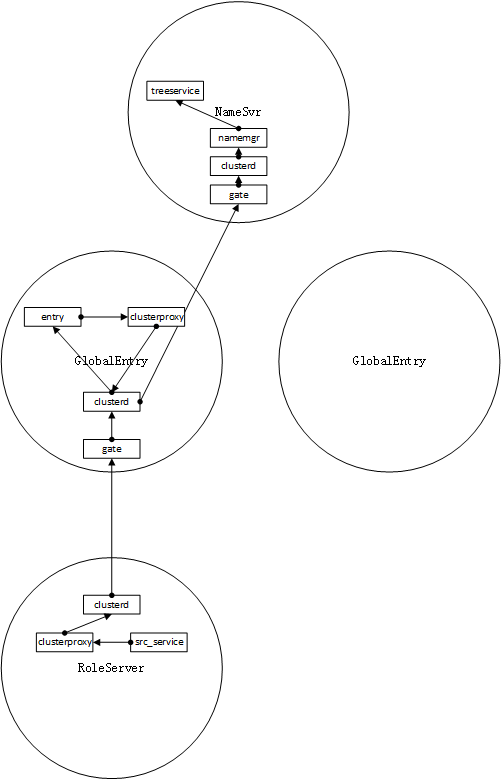 treeservice
NameSvr
namemgr
clusterd
gate
entry
clusterproxy
GlobalEntry
GlobalEntry
clusterd
gate
clusterd
clusterproxy
src_service
RoleServer